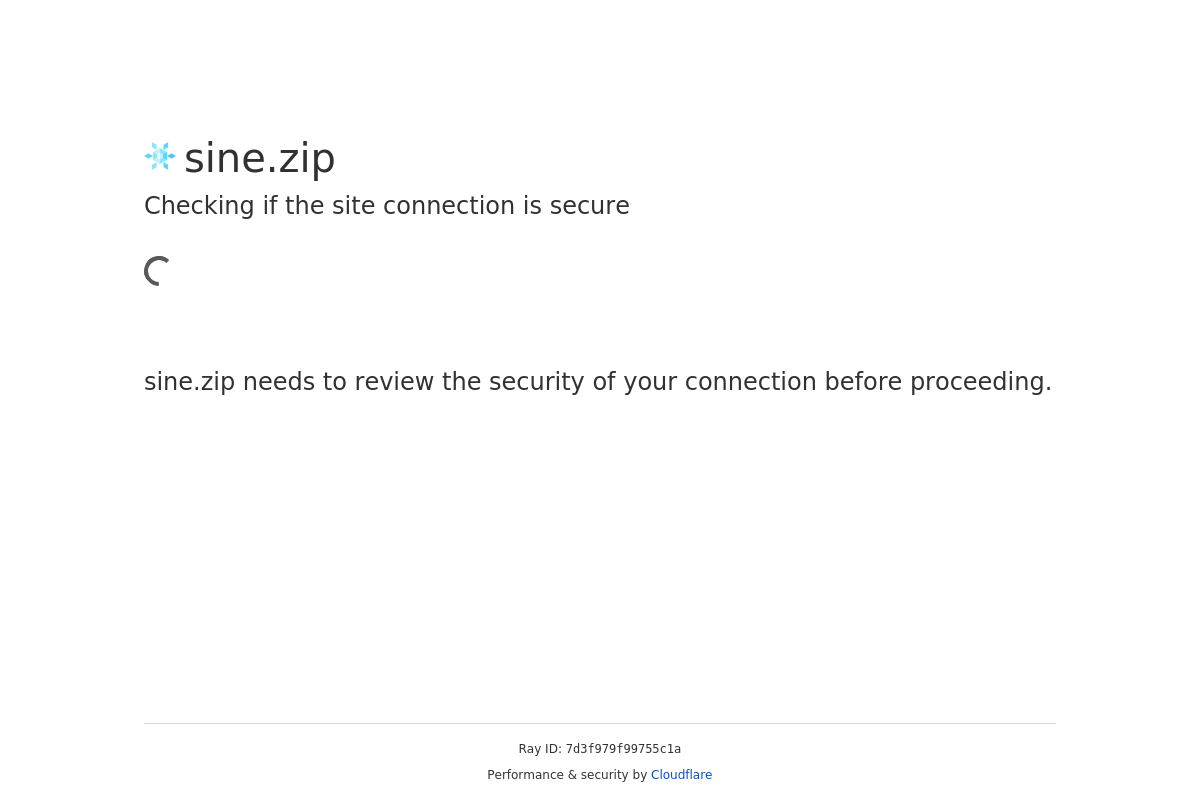 sine.zip
Checking if the site connection is secure
sine.zip needs to review the security of your connection before proceeding.
Ray ID: 7d3f979f99755c1a
Performance & security by Cloudflare